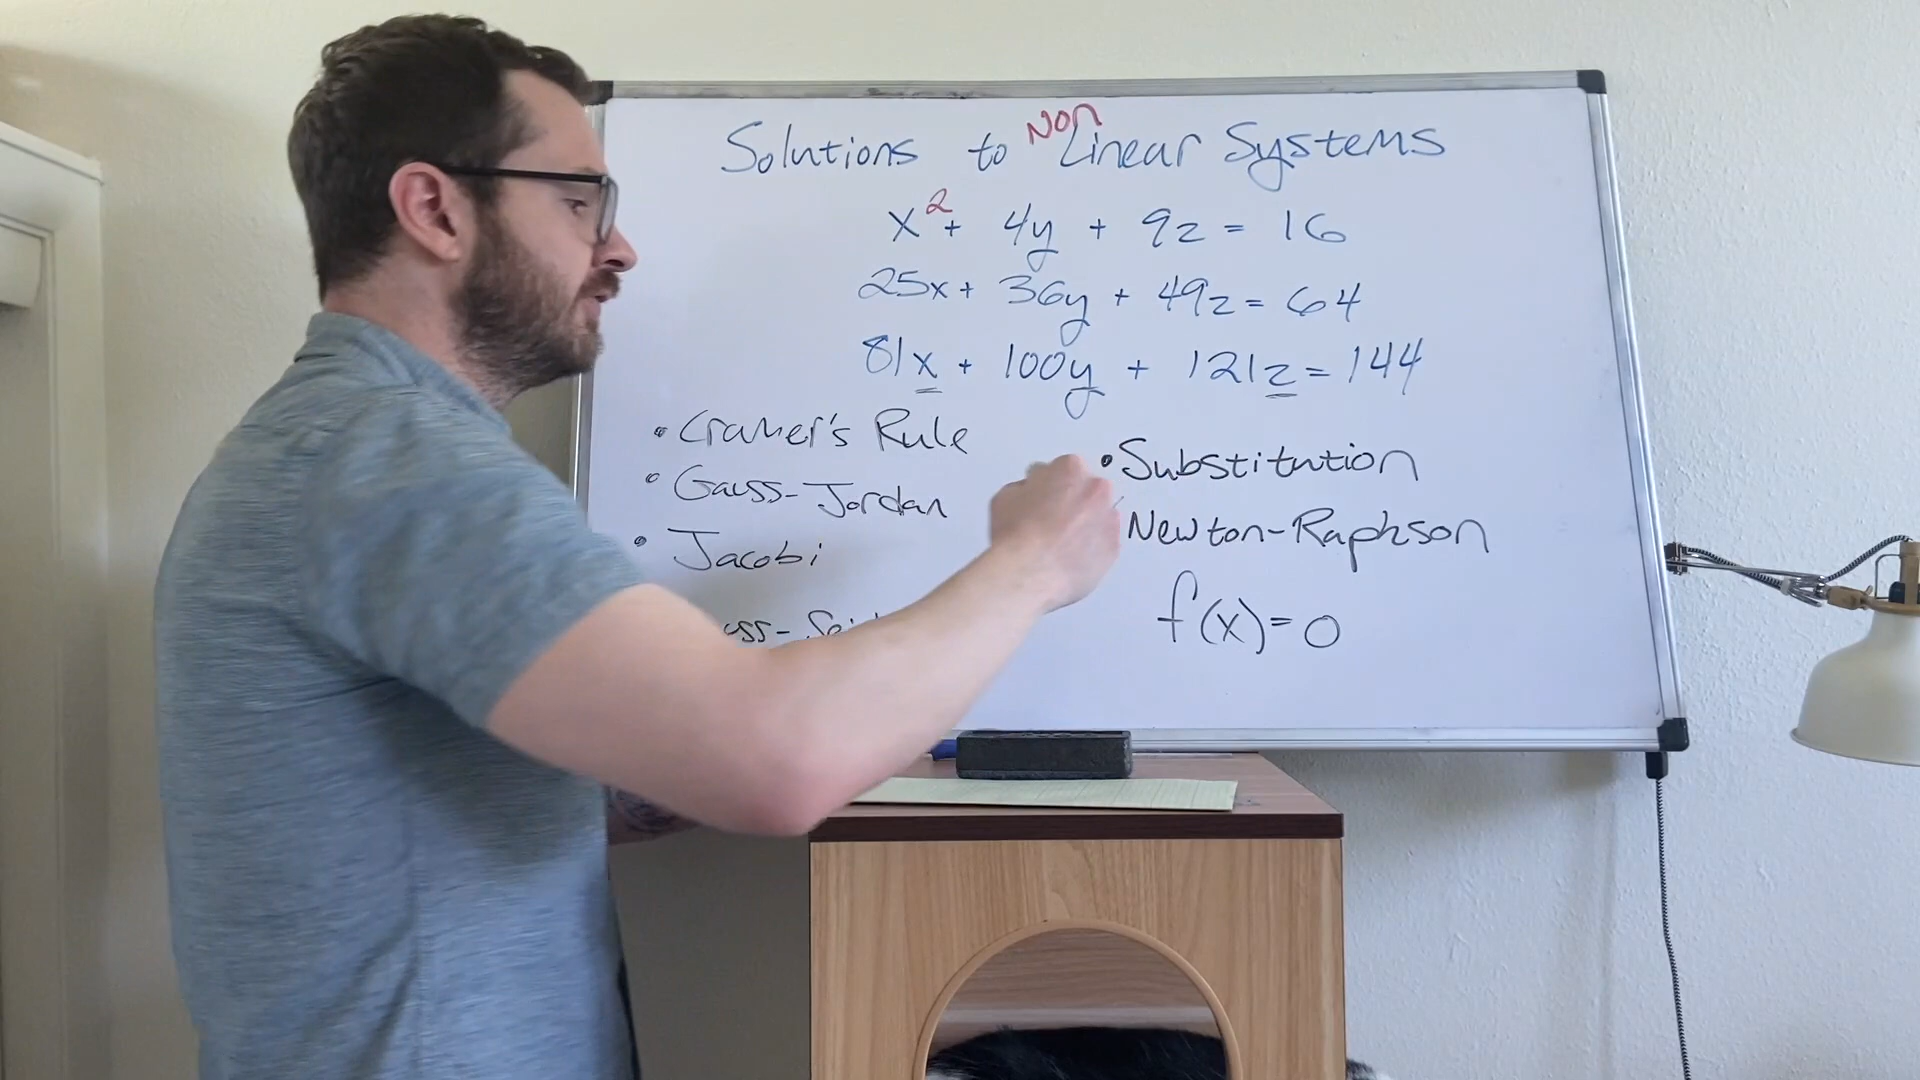 Solutions to Non Linear Systems
x² + 4y + 9z = 16
25x + 36y + 49z = 64
81x + 100y + 121z = 144
• Cramer's Rule
• Gauss-Jordan
• Jacobi
• Substitution
Newton-Raphson
f(x) = 0